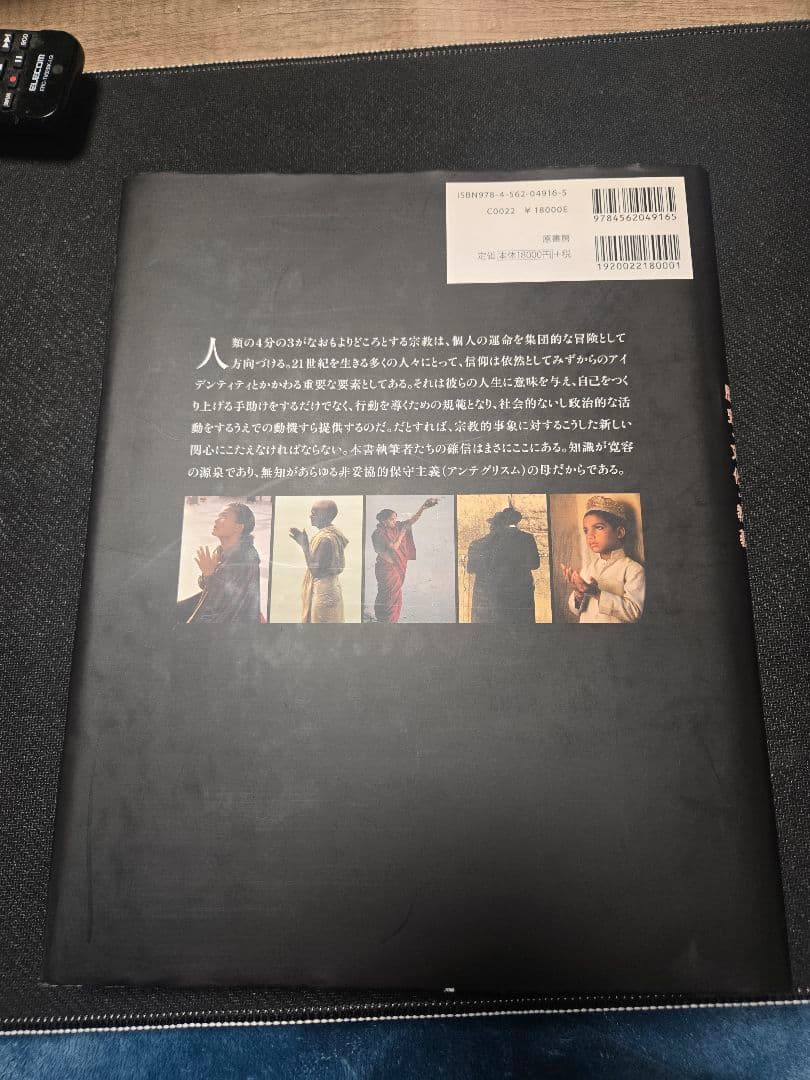 ELECOM
ISBN978-4-562-04916-5
C0022 ¥18000E
9784562049165
原書房
定価 本体18000円 +税
1920022180001
人類の4分の3がなおもよりどころとする宗教は、個人の運命を集団的な冒険として
方向づける。21世紀を生きる多くの人々にとって、信仰は依然としてみずからのアイ
デンティティとかかわる重要な要素としてある。それは彼らの人生に意味を与え、自己をつく
り上げる手助けをするだけでなく、行動を導くための規範となり、社会的ないし政治的な活
動をするうえでの動機すら提供するのだ。だとすれば、宗教的事象に対するこうした新しい
関心にこたえなければならない。本書執筆者たちの確信はまさにここにある。知識が寛容
の源泉であり、無知があらゆる非妥協的保守主義(アンテグリスム)の母だからである。